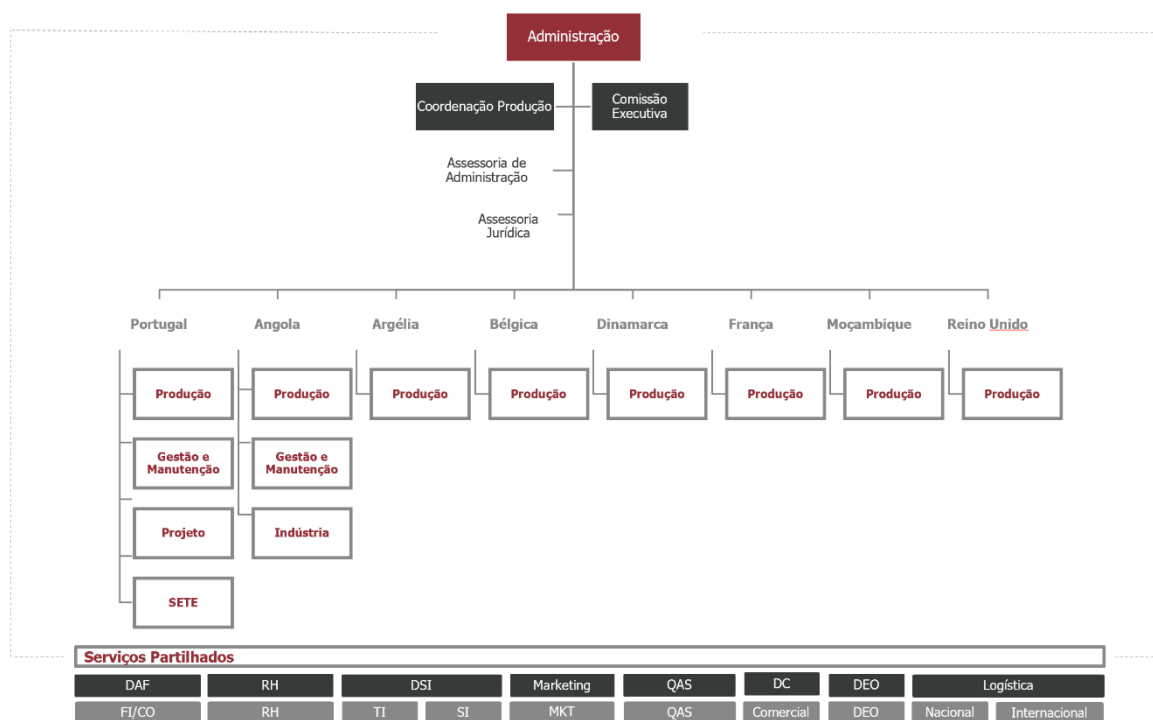 Administração
Coordenação Produção
Comissão
Executiva
Assessoria de
Administração
Assessoria
Jurídica
Portugal Angola Argélia Bélgica Dinamarca França Moçambique Reino Unido
Produção Produção Produção Produção Produção Produção Produção Produção
Gestão e
Manutenção
Gestão e
Manutenção
Projeto Indústria
SETE
Serviços Partilhados
DAF RH DSI Marketing QAS DC DEO Logística
FI/CO RH TI SI MKT QAS Comercial DEO Nacional Internacional